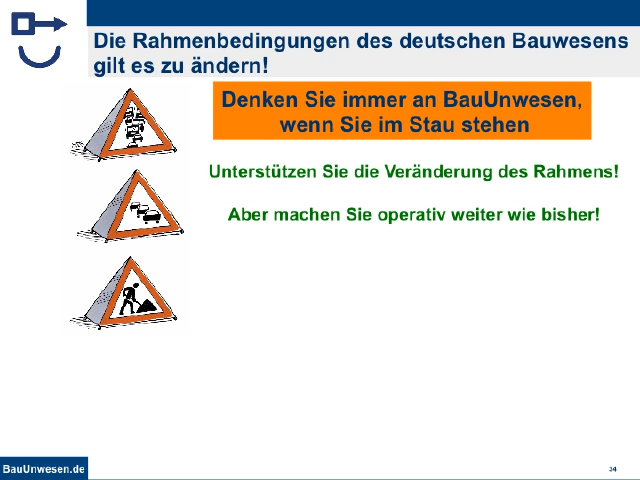 Die Rahmenbedingungen des deutschen Bauwesens
gilt es zu ändern!
Denken Sie immer an BauUnwesen,
wenn Sie im Stau stehen
Unterstützen Sie die Veränderung des Rahmens!
Aber machen Sie operativ weiter wie bisher!
BauUnwesen.de
34